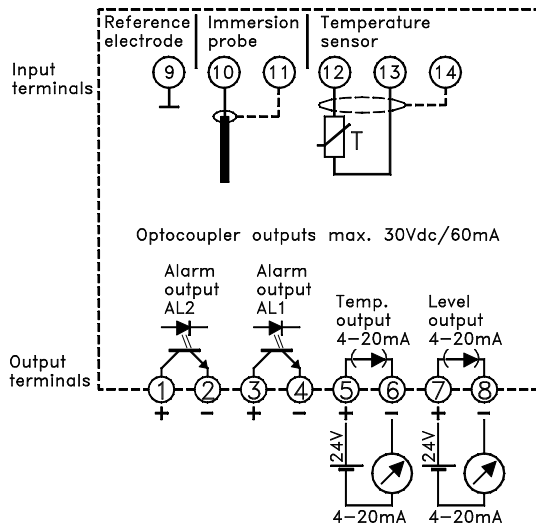 Reference electrode
Immersion probe
Temperature sensor
Input terminals
9
10
11
12
13
14
T
Optocoupler outputs max. 30Vdc/60mA
Alarm output AL2
Alarm output AL1
Temp. output 4-20mA
Level output 4-20mA
Output terminals
1
2
3
4
5
6
7
8
+
-
+
-
+
-
+
-
24V
24V
4-20mA
4-20mA